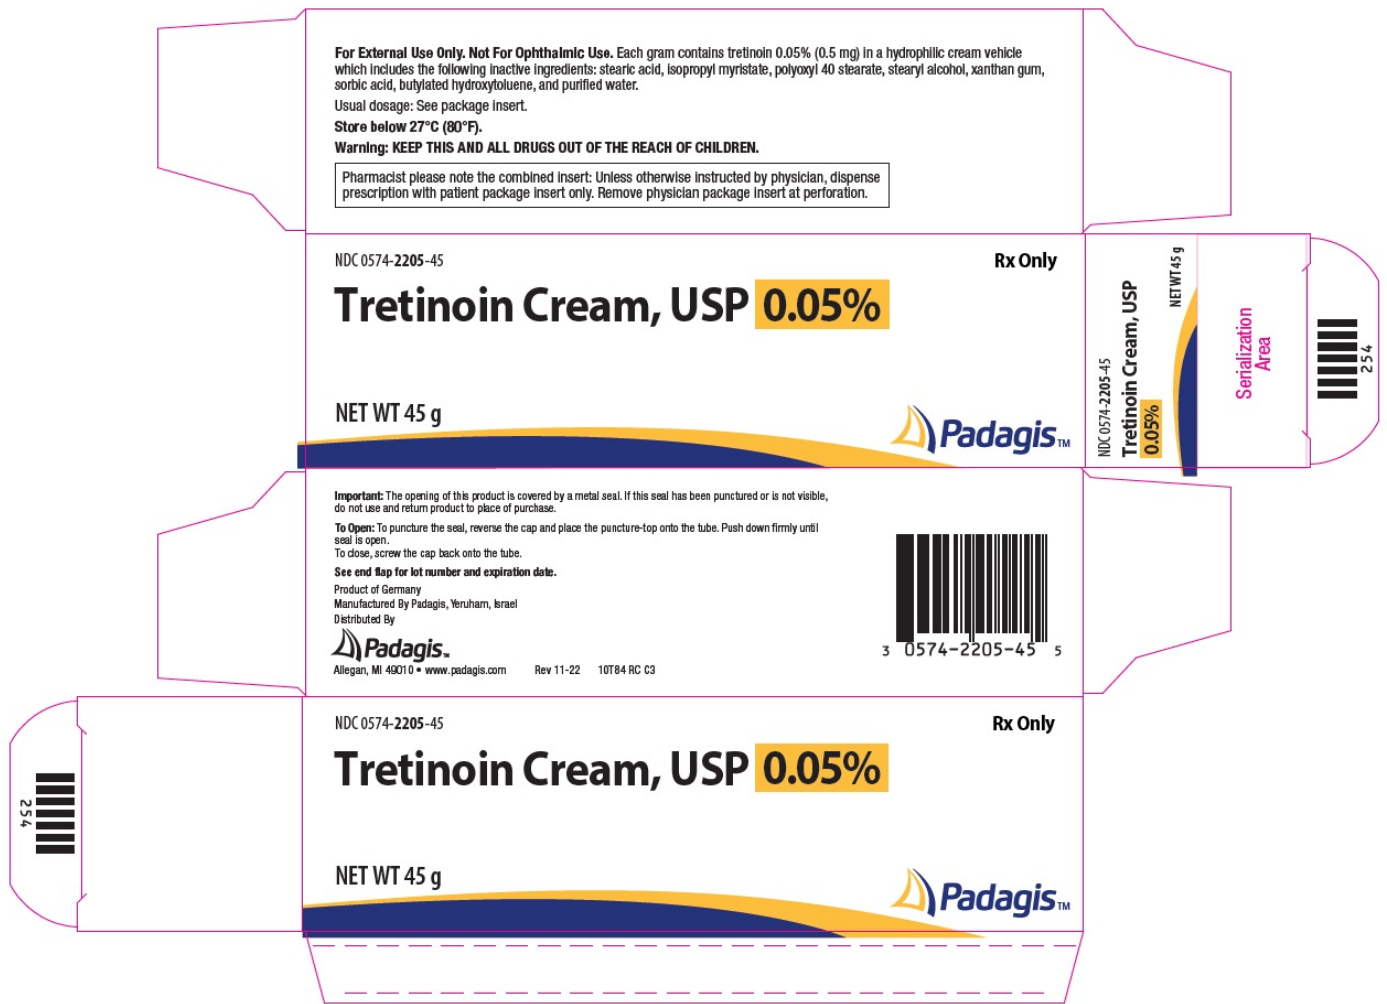 For External Use Only. Not For Ophthalmic Use. Each gram contains tretinoin 0.05% (0.5 mg) in a hydrophilic cream vehicle
which includes the following inactive ingredients: stearic acid, isopropyl myristate, polyoxyl 40 stearate, stearyl alcohol, xanthan gum,
sorbic acid, butylated hydroxytoluene, and purified water.
Usual dosage: See package insert.
Store below 27°C (80°F).
Warning: KEEP THIS AND ALL DRUGS OUT OF THE REACH OF CHILDREN.
Pharmacist please note the combined insert: Unless otherwise instructed by physician, dispense
prescription with patient package insert only. Remove physician package insert at perforation.
NDC 0574-2205-45
Rx Only
Tretinoin Cream, USP 0.05%
NET WT 45 g
Padagis™
NDC 0574-2205-45
Tretinoin Cream, USP
0.05%
NET WT 45 g
Serialization
Area
254
Important: The opening of this product is covered by a metal seal. If this seal has been punctured or is not visible,
do not use and return product to place of purchase.
To Open: To puncture the seal, reverse the cap and place the puncture-top onto the tube. Push down firmly until
seal is open.
To close, screw the cap back onto the tube.
See end flap for lot number and expiration date.
Product of Germany
Manufactured By Padagis, Yeruham, Israel
Distributed By
Padagis™
Allegan, MI 49010 • www.padagis.com Rev 11-22 10T84 RC C3
3 0574-2205-45 5
NDC 0574-2205-45
Rx Only
Tretinoin Cream, USP 0.05%
NET WT 45 g
Padagis™
254